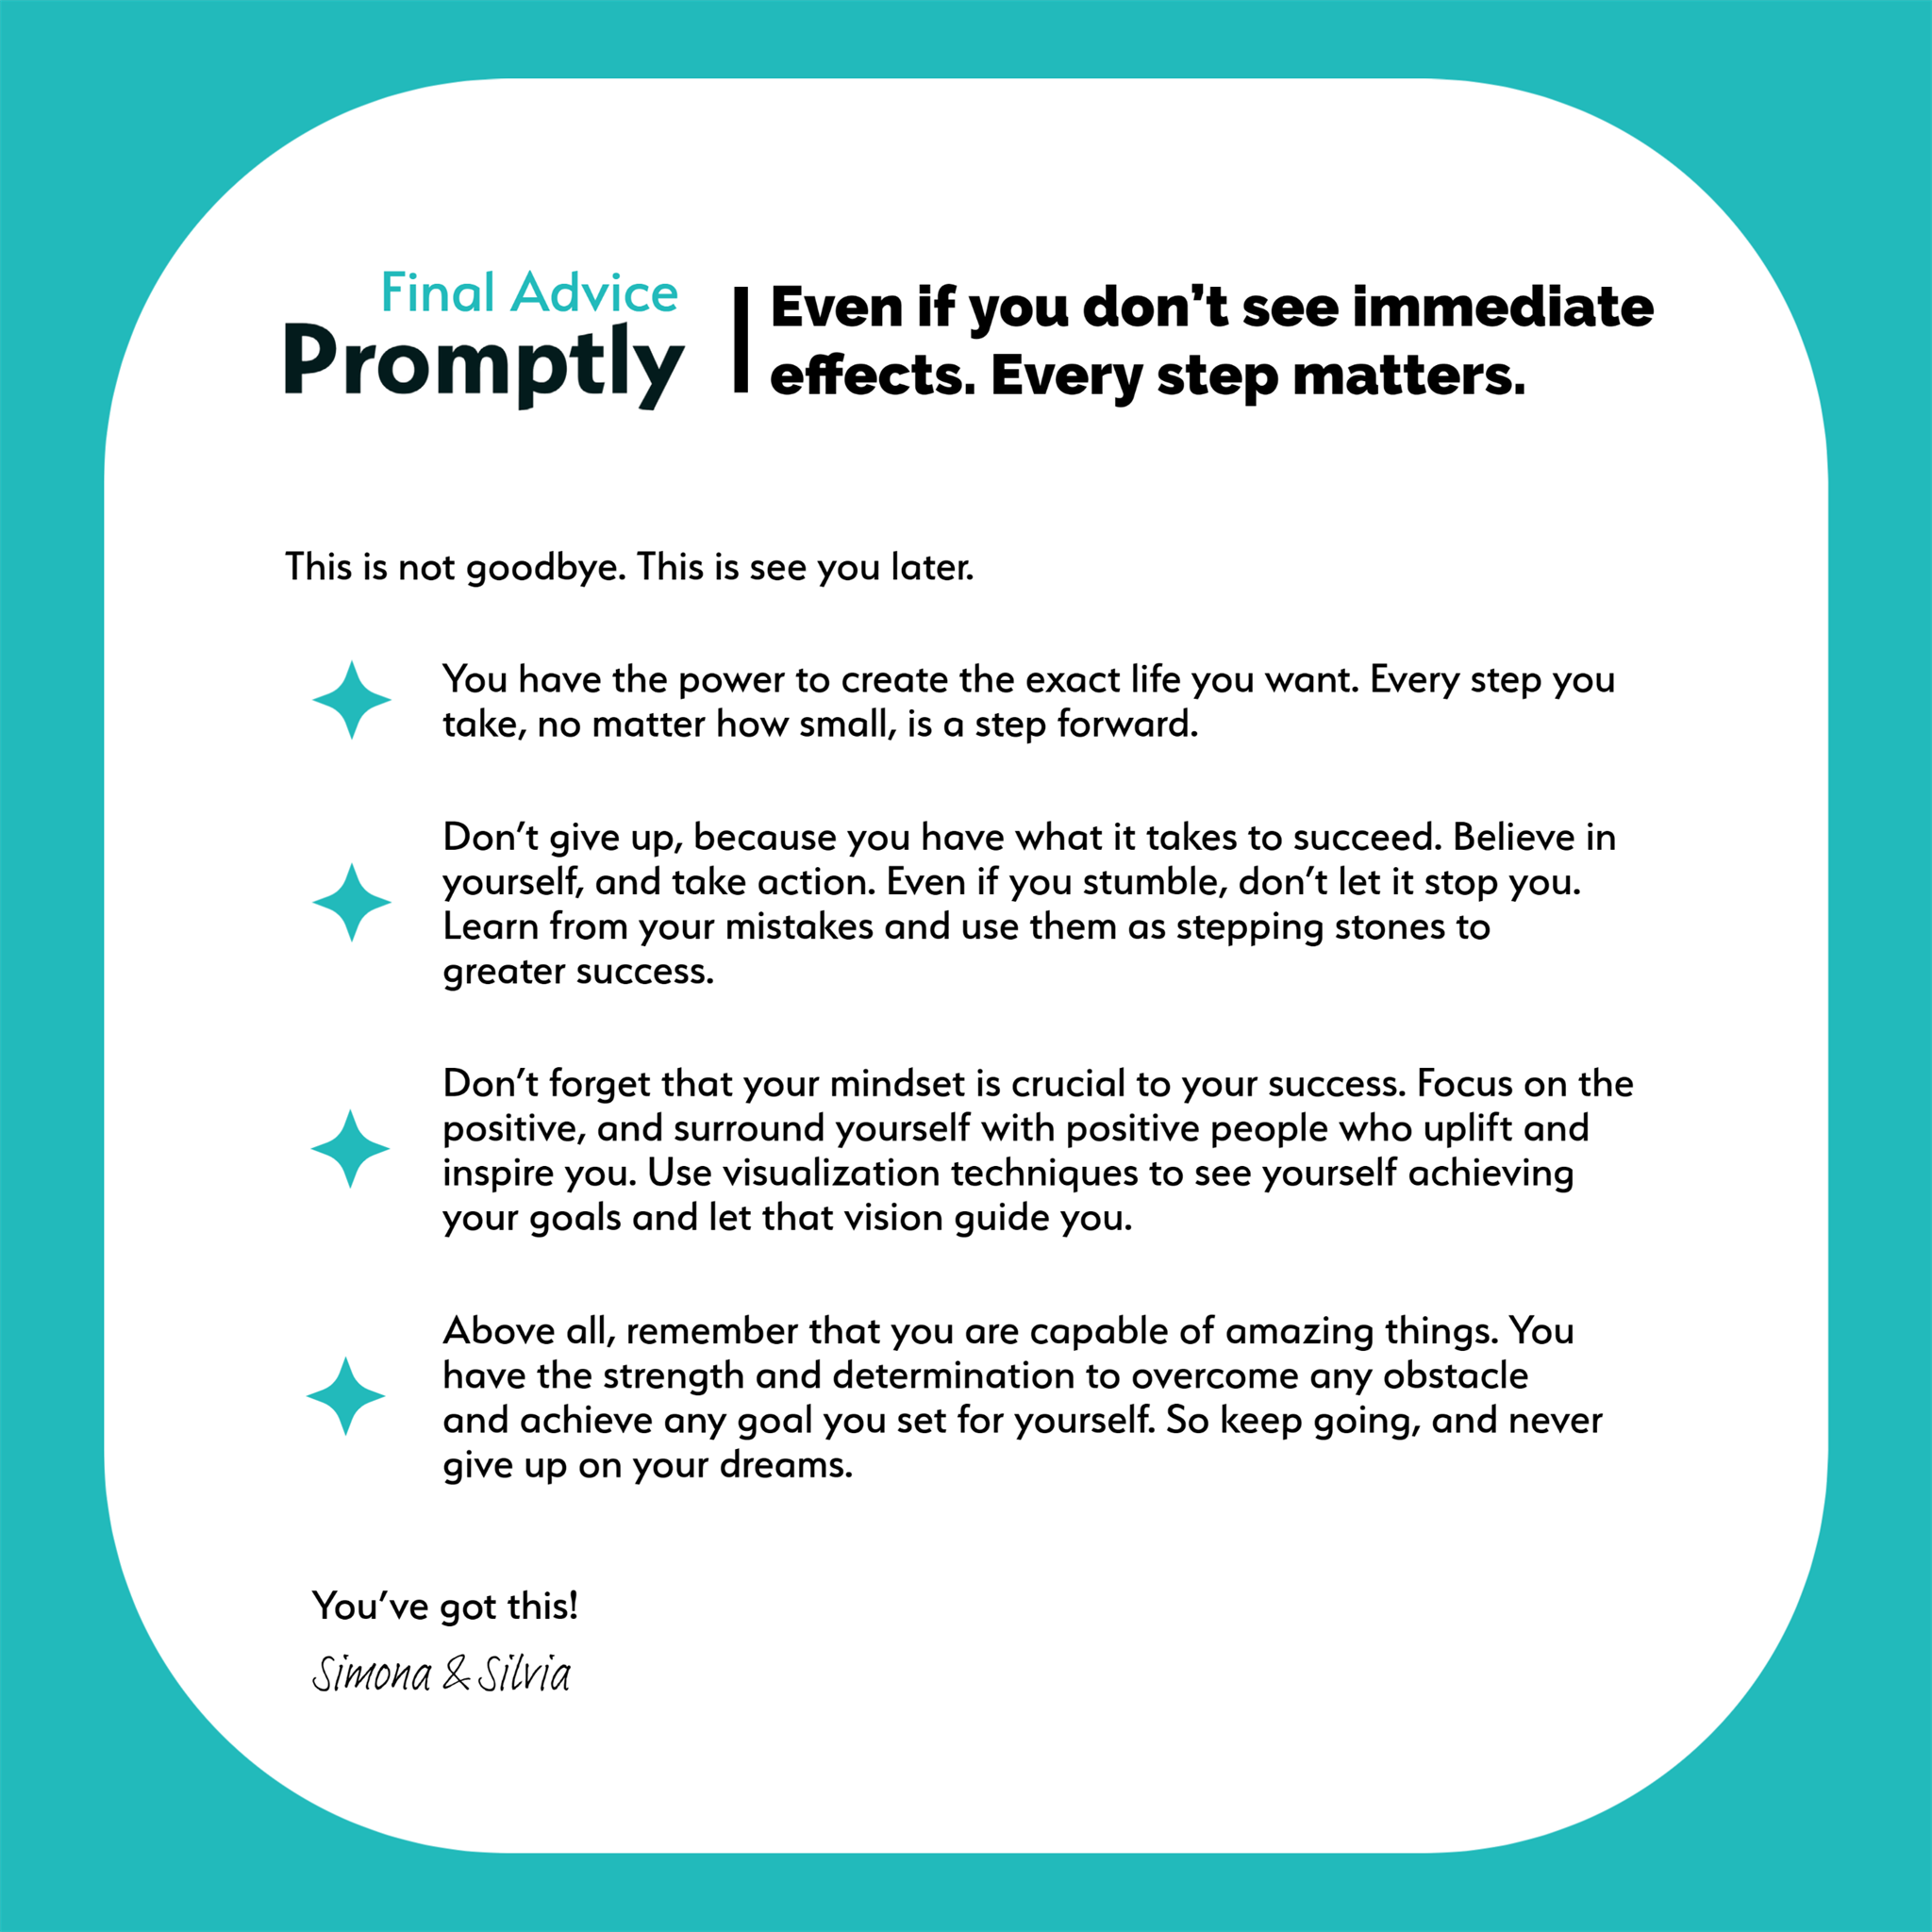 Final Advice
Promptly
Even if you don’t see immediate
effects. Every step matters.
This is not goodbye. This is see you later.
You have the power to create the exact life you want. Every step you
take, no matter how small, is a step forward.
Don’t give up, because you have what it takes to succeed. Believe in
yourself, and take action. Even if you stumble, don’t let it stop you.
Learn from your mistakes and use them as stepping stones to
greater success.
Don’t forget that your mindset is crucial to your success. Focus on the
positive, and surround yourself with positive people who uplift and
inspire you. Use visualization techniques to see yourself achieving
your goals and let that vision guide you.
Above all, remember that you are capable of amazing things. You
have the strength and determination to overcome any obstacle
and achieve any goal you set for yourself. So keep going, and never
give up on your dreams.
You’ve got this!
Simona & Silvia